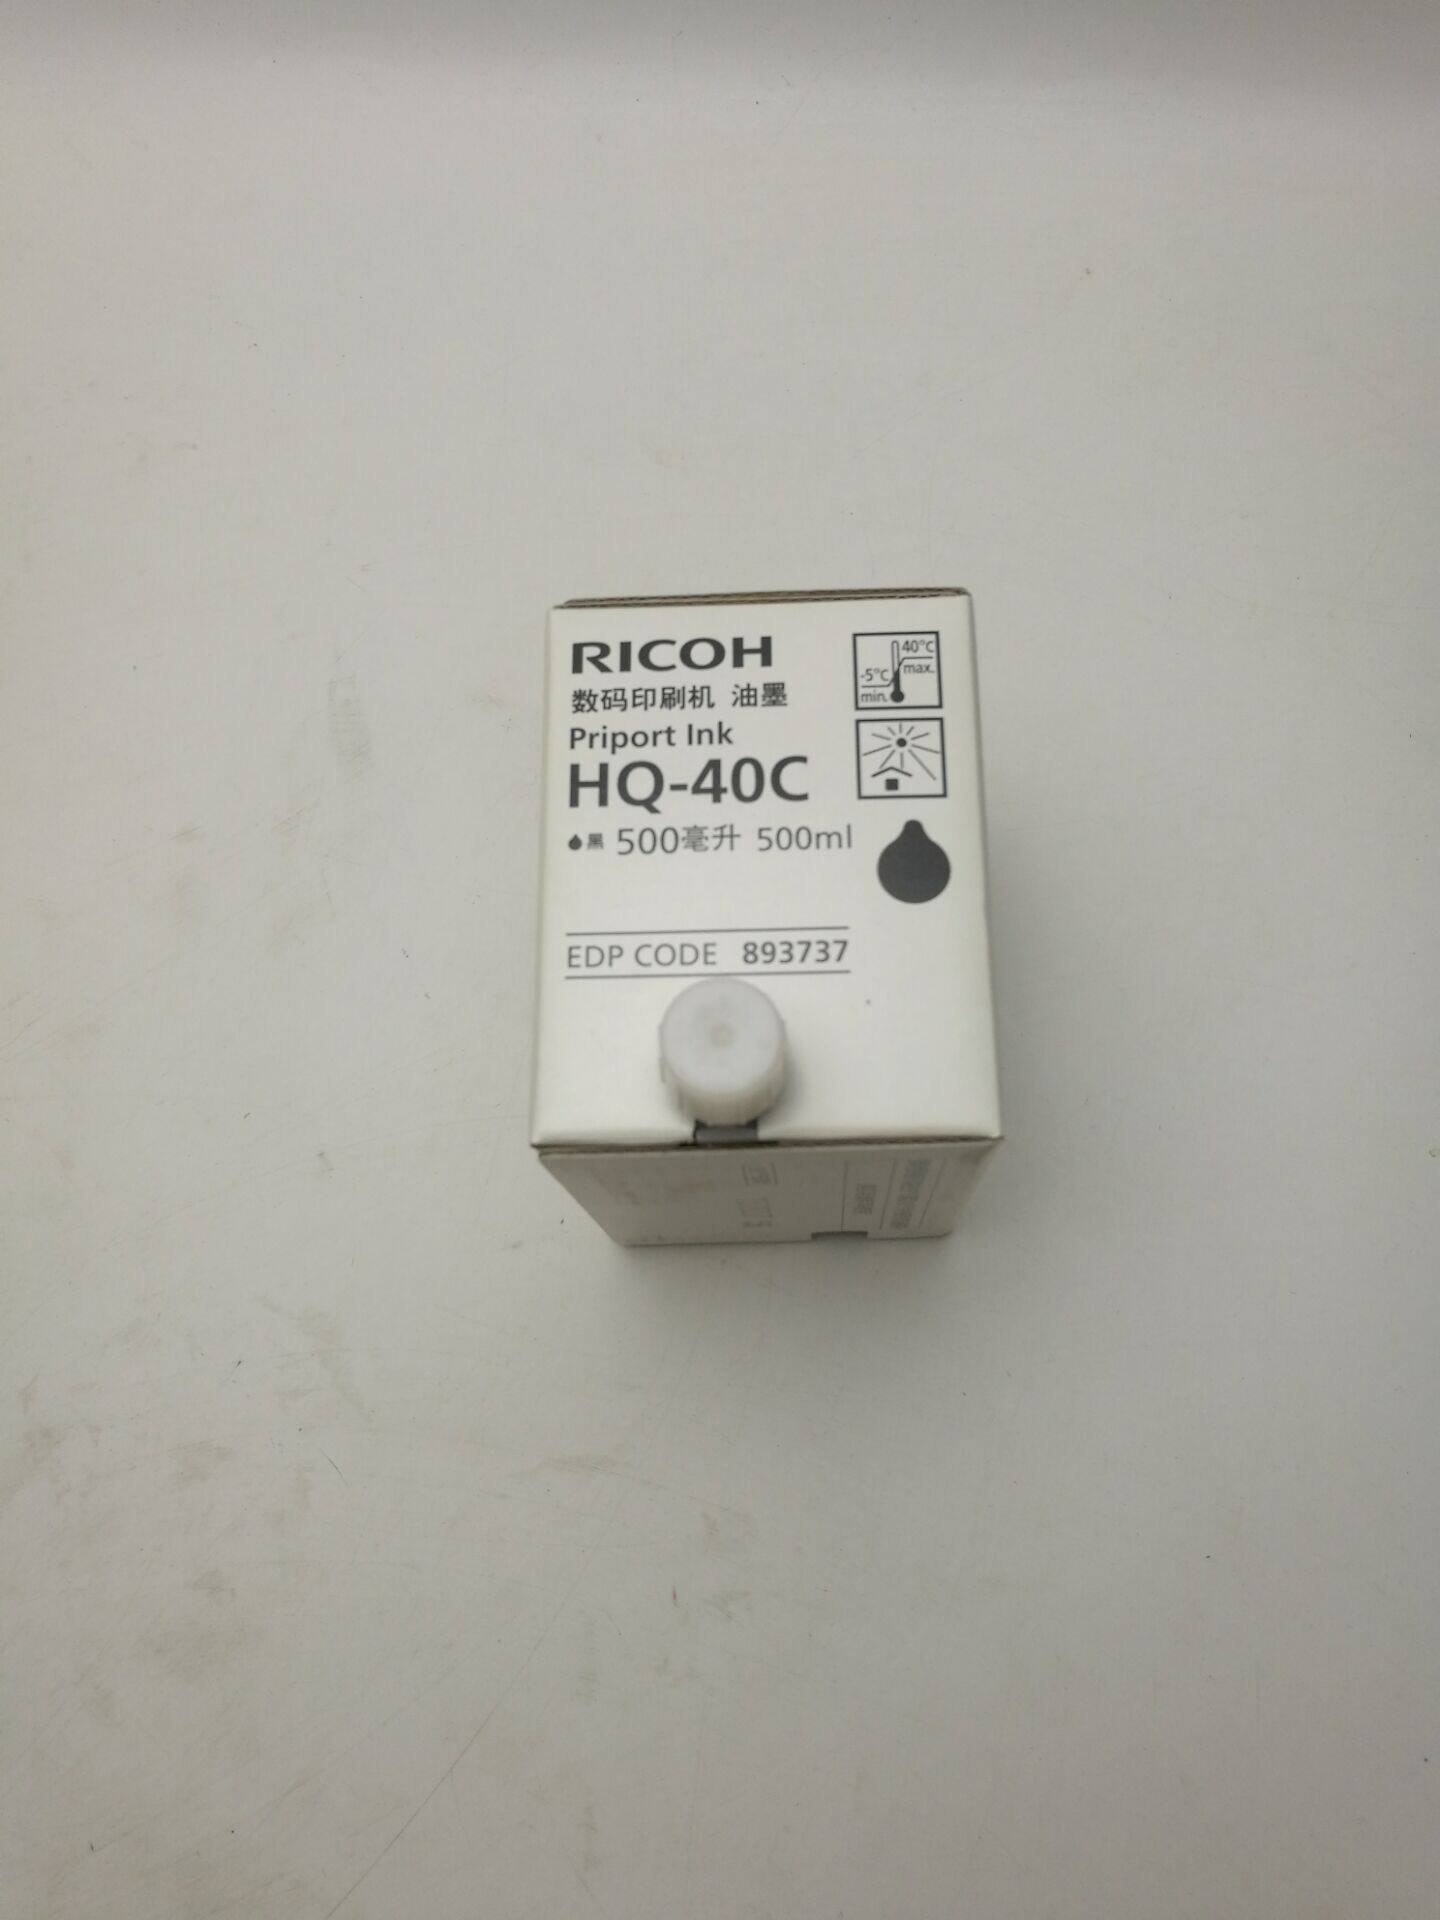 RICOH
数码印刷机 油墨
Priport Ink
HQ-40C
黑 500毫升 500ml
EDP CODE 893737
40°C
max.
-5°C
min.